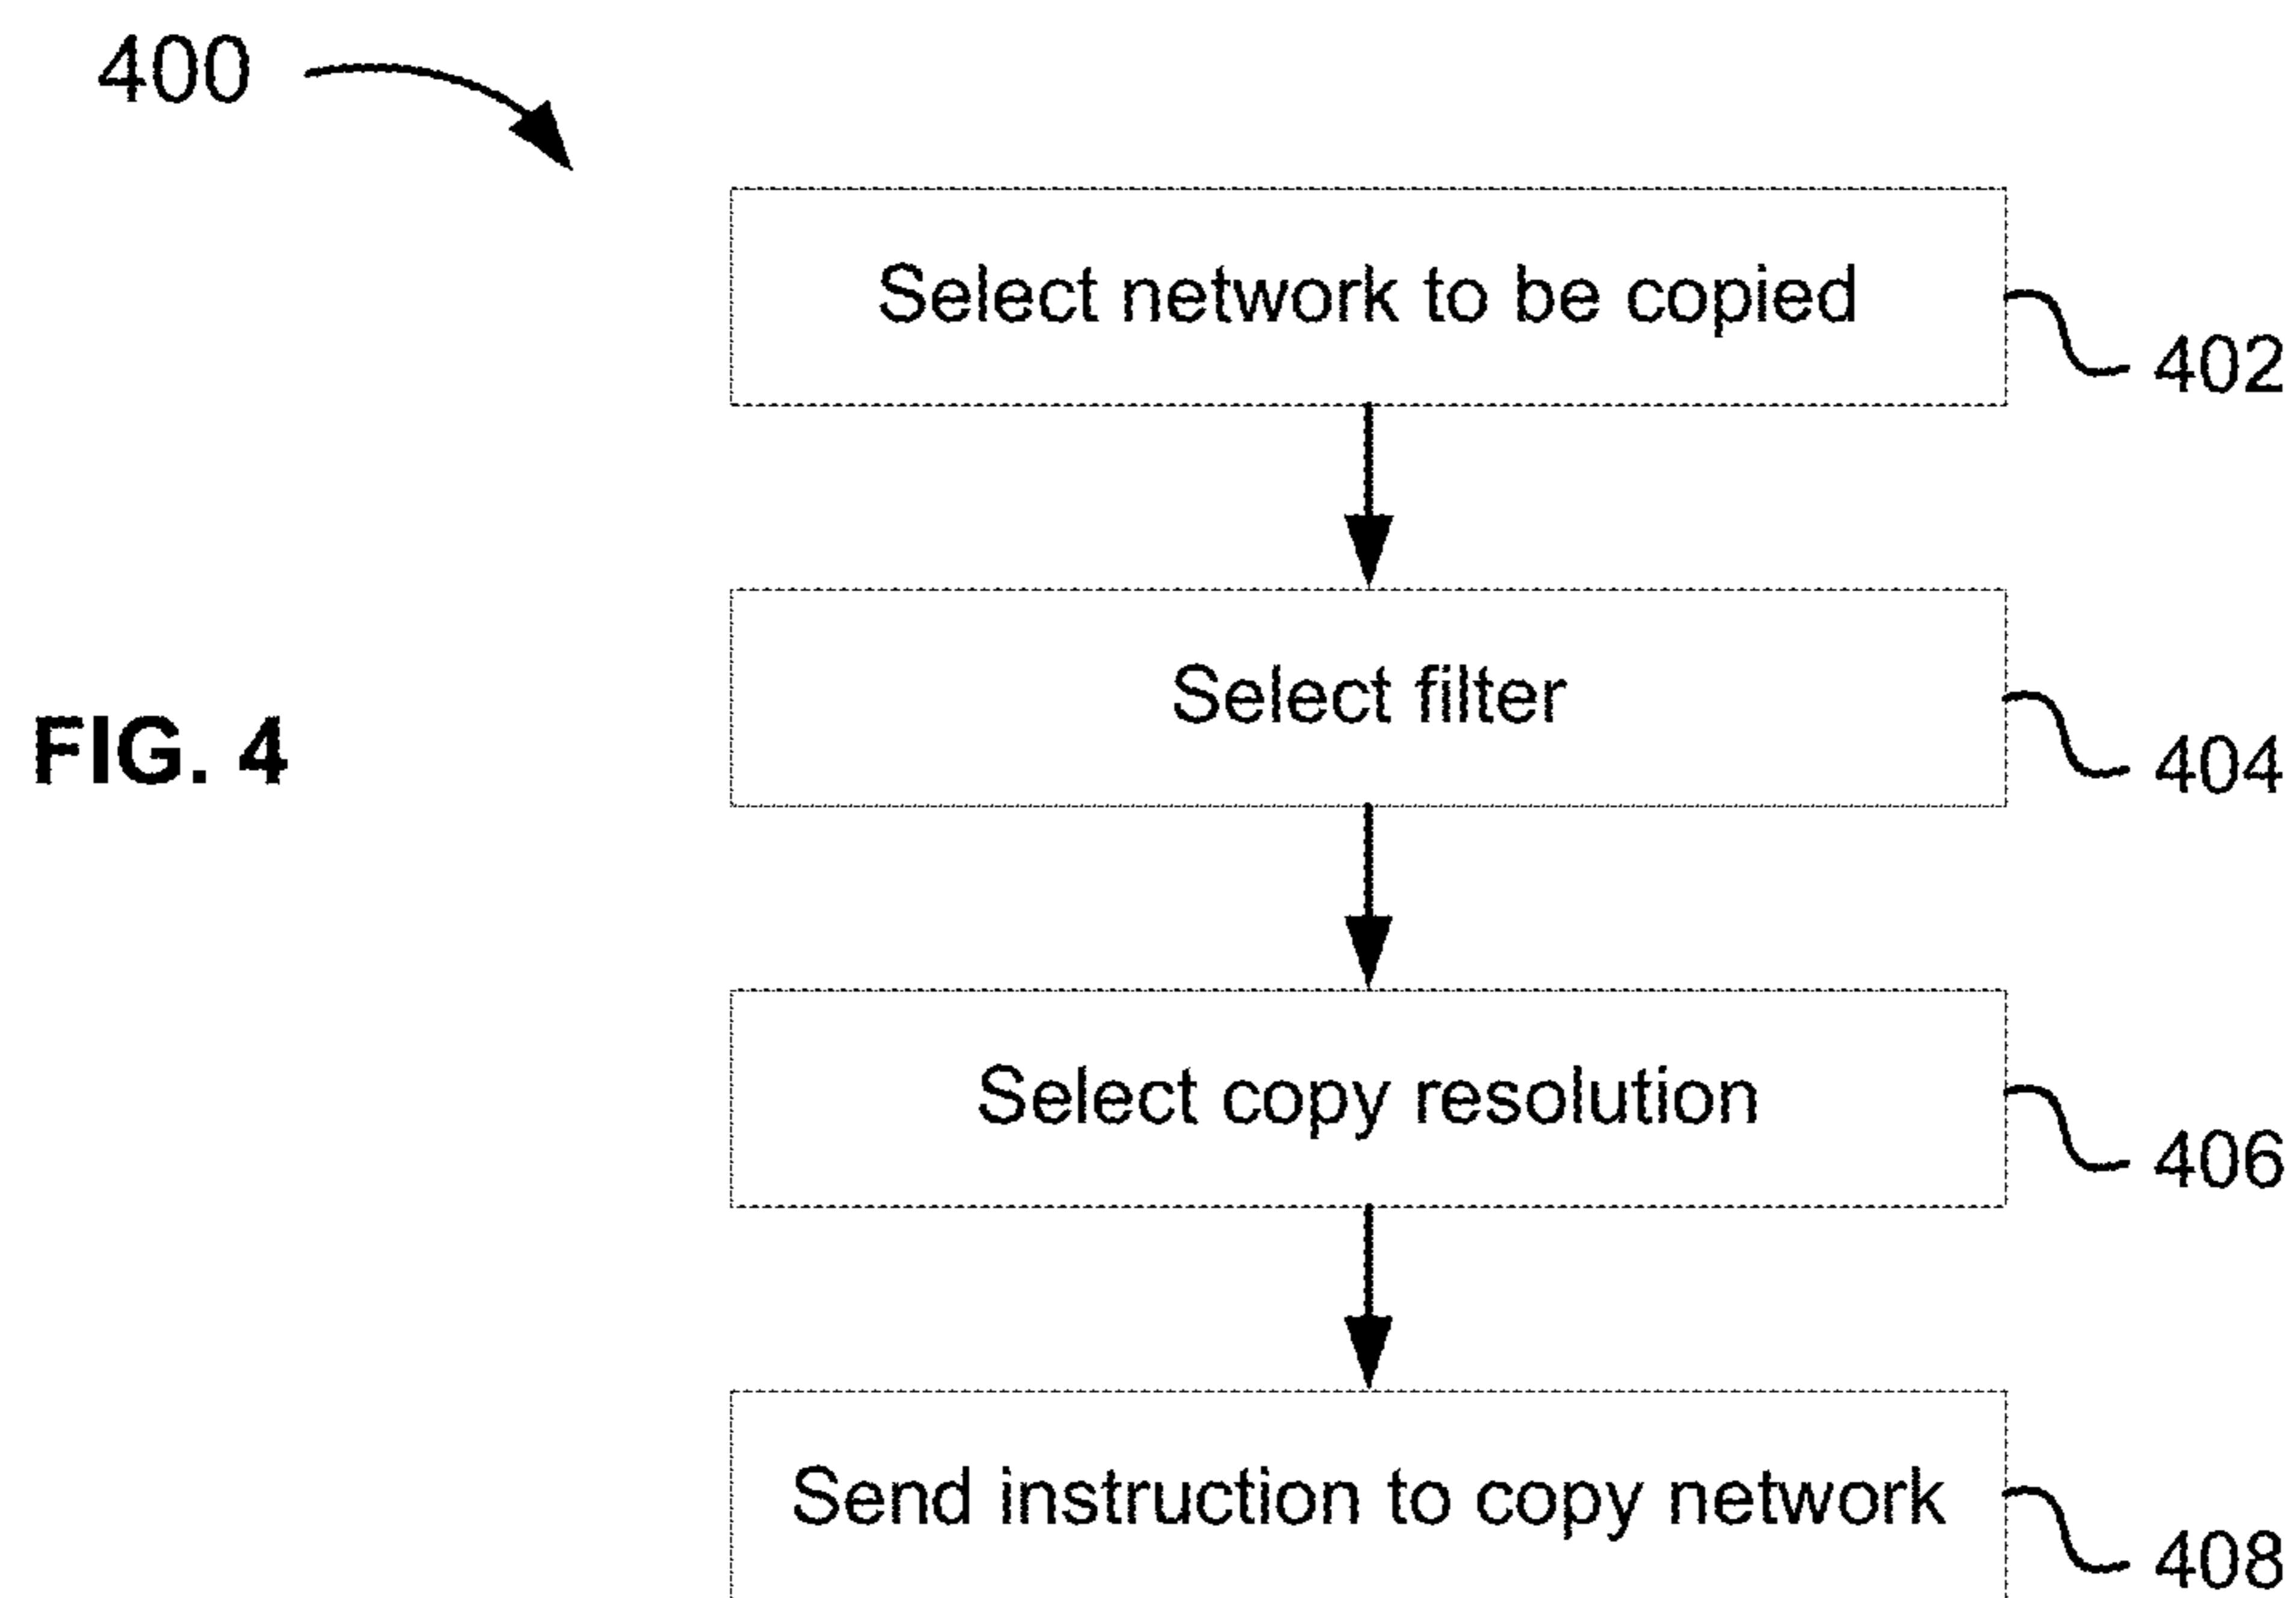 400
Select network to be copied
402
Select filter
404
FIG. 4
Select copy resolution
406
Send instruction to copy network
408